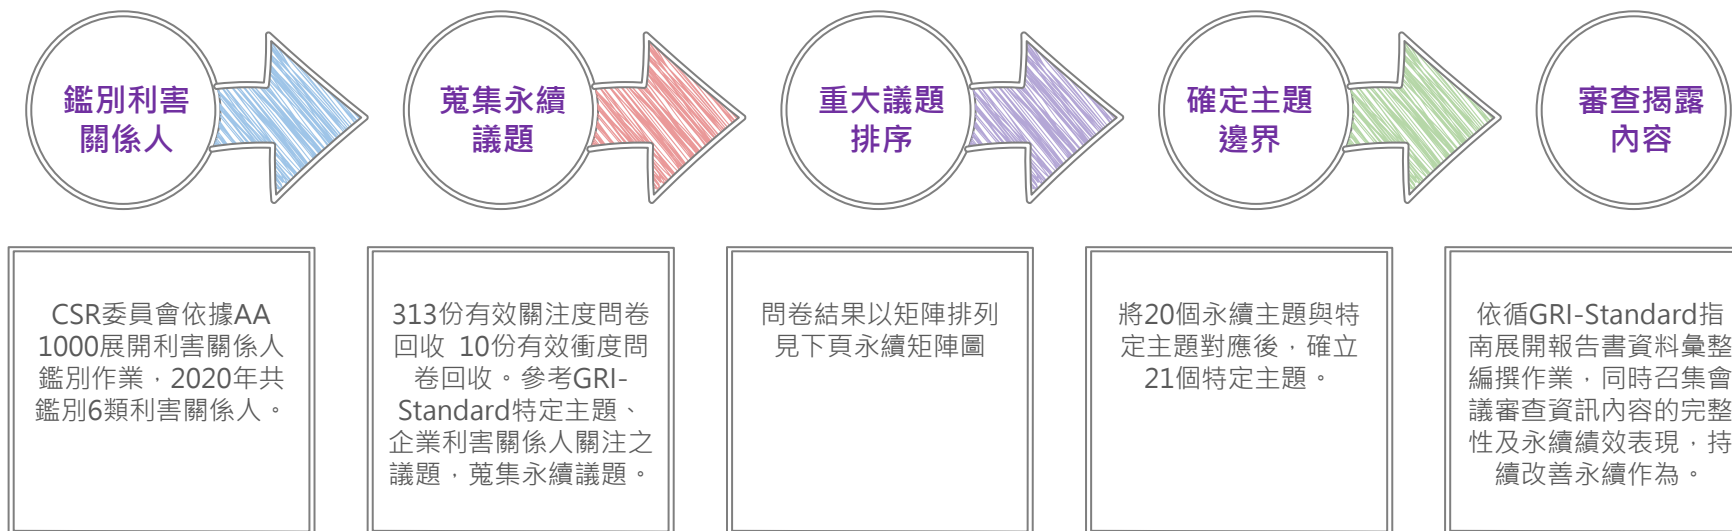 鑑別利害
關係人
蒐集永續
議題
重大議題
排序
確定主題
邊界
審查揭露
內容
CSR委員會依據AA
1000展開利害關係人
鑑別作業，2020年共
鑑別6類利害關係人。
313份有效關注度問卷
回收 10份有效衝度問
卷回收。參考GRI-
Standard特定主題、
企業利害關係人關注之
議題，蒐集永續議題。
問卷結果以矩陣排列
見下頁永續矩陣圖
將20個永續主題與特
定主題對應後，確立
21個特定主題。
依循GRI-Standard指
南展開報告書資料彙整
編撰作業，同時召集會
議審查資訊內容的完整
性及永續績效表現，持
續改善永續作為。